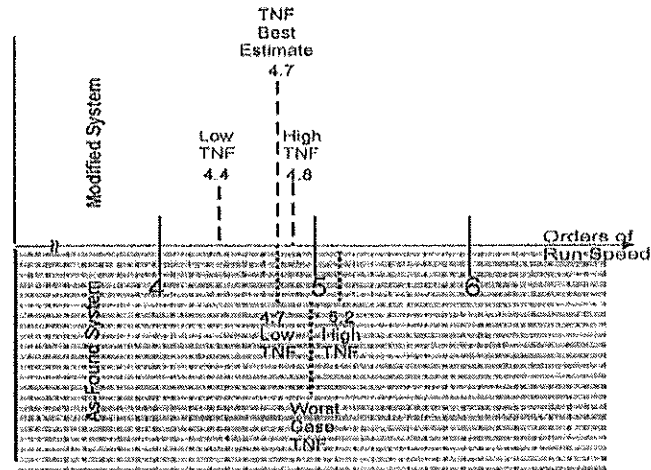 TNF
Best
Estimate
4.7
Modified System
Low
TNF
4.4
High
TNF
4.8
Orders of
Run-Speed
4
5
6
As-Found System
4.7
Low
TNF
5.2
High
TNF
Worst
Case
TNF